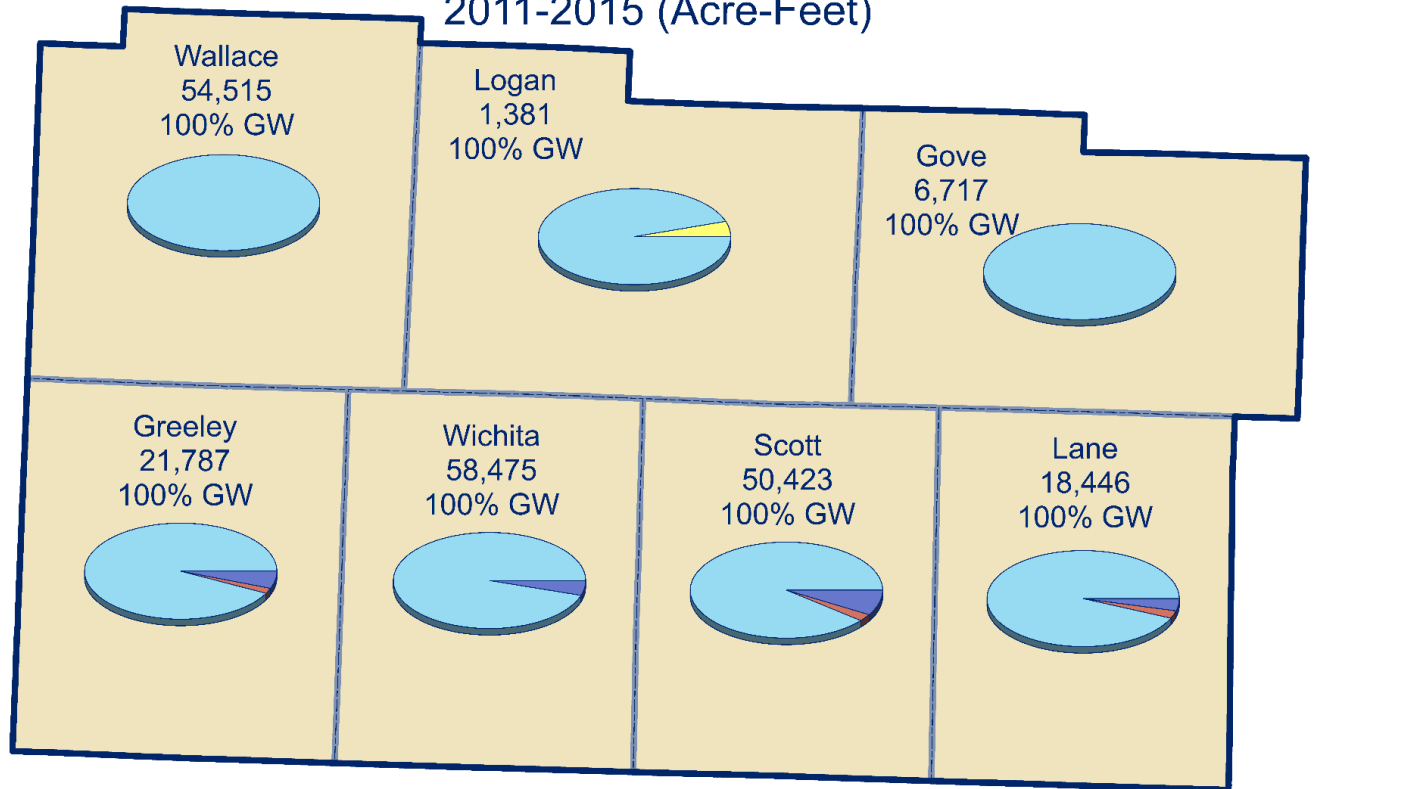 2011-2015 (Acre-Feet)
Wallace
54,515
100% GW
Logan
1,381
100% GW
Gove
6,717
100% GW
Greeley
21,787
100% GW
Wichita
58,475
100% GW
Scott
50,423
100% GW
Lane
18,446
100% GW